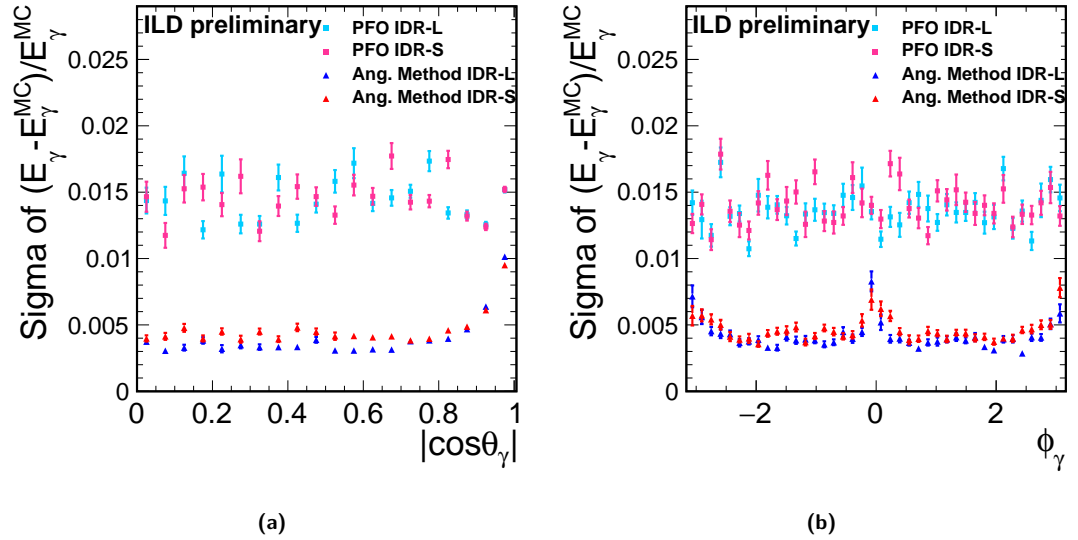 ILD preliminary
PFO IDR-L
PFO IDR-S
Ang. Method IDR-L
Ang. Method IDR-S
Sigma of (E_γ-E_γ^MC)/E_γ^MC
0.025
0.02
0.015
0.01
0.005
0
0 0.2 0.4 0.6 0.8 1
|cosθ_γ|
(a)
ILD preliminary
PFO IDR-L
PFO IDR-S
Ang. Method IDR-L
Ang. Method IDR-S
Sigma of (E_γ-E_γ^MC)/E_γ^MC
0.025
0.02
0.015
0.01
0.005
0
−2 0 2
ϕ_γ
(b)